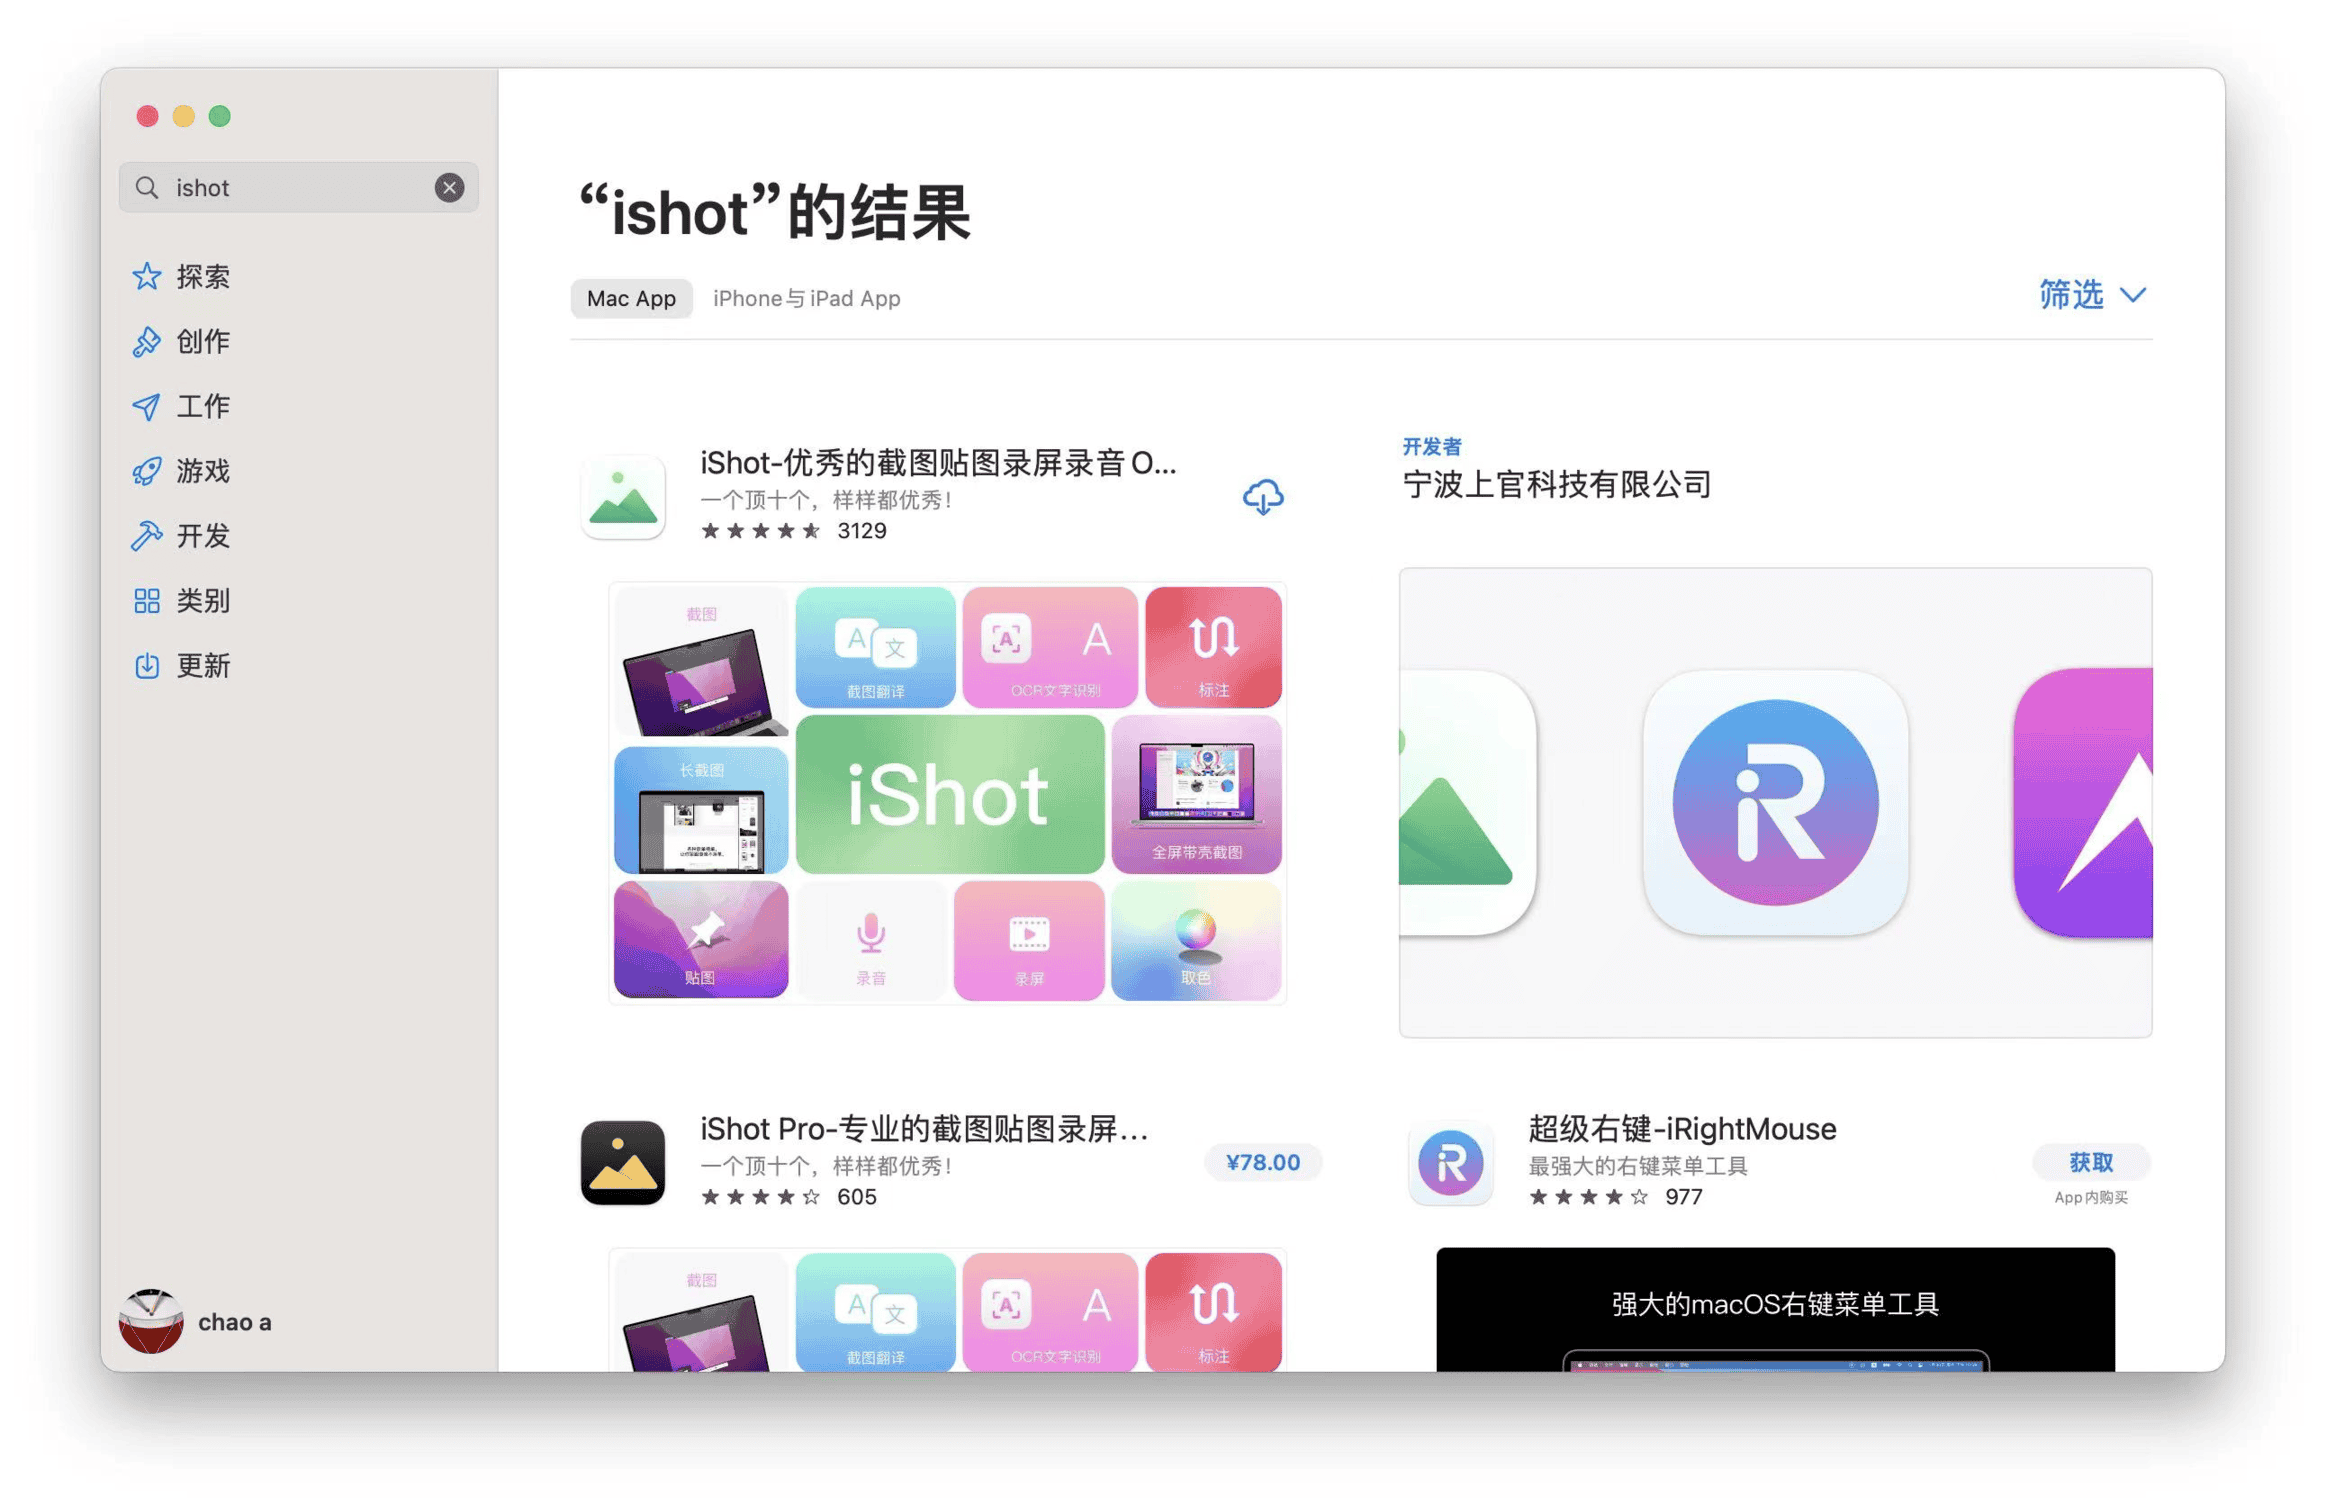 ishot
探索
创作
工作
游戏
开发
类别
更新
chao a
“ishot”的结果
Mac App
iPhone与iPad App
筛选
iShot-优秀的截图贴图录屏录音O...
一个顶十个，样样都优秀！
3129
截图
A
文
截图翻译
A
A
OCR文字识别
标注
长截图
iShot
全屏带壳截图
贴图
录音
录屏
取色
开发者
宁波上官科技有限公司
iR
iShot Pro-专业的截图贴图录屏...
一个顶十个，样样都优秀！
605
¥78.00
截图
A
文
截图翻译
A
A
OCR文字识别
标注
iR
超级右键-iRightMouse
最强大的右键菜单工具
977
获取
App内购买
强大的macOS右键菜单工具